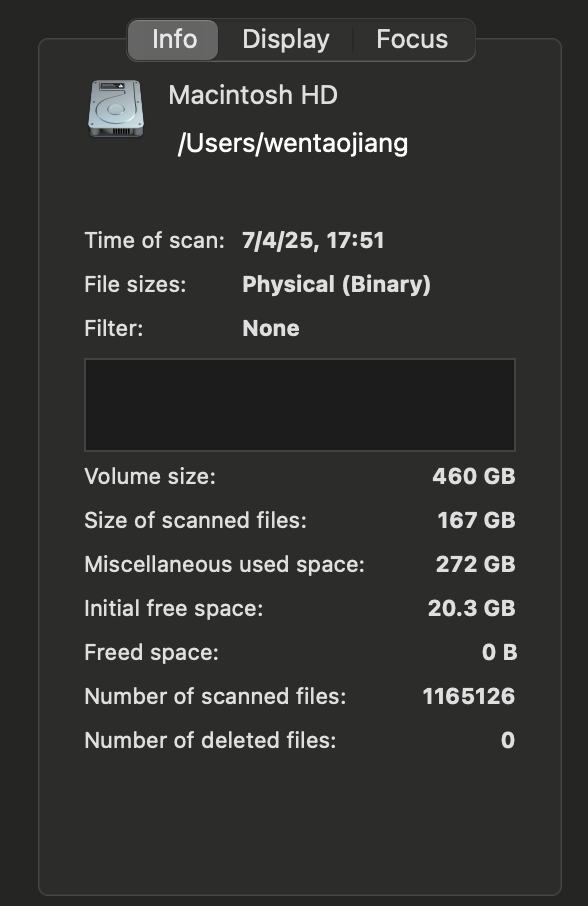 Info Display Focus
Macintosh HD
/Users/wentaojiang
Time of scan: 7/4/25, 17:51
File sizes: Physical (Binary)
Filter: None
Volume size: 460 GB
Size of scanned files: 167 GB
Miscellaneous used space: 272 GB
Initial free space: 20.3 GB
Freed space: 0 B
Number of scanned files: 1165126
Number of deleted files: 0